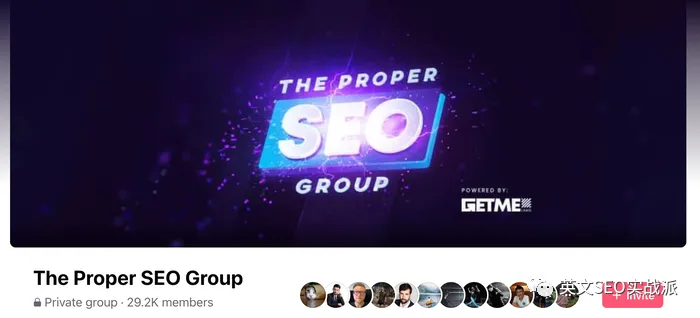 THE PROPER
SEO
GROUP
POWERED BY:
GETME
The Proper SEO Group
Private group · 29.2K members
+ Invite
英文SEO实战派